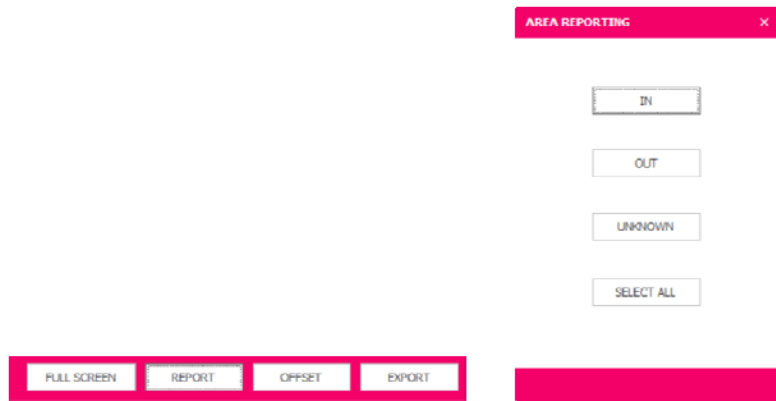 AREA REPORTING ×
IN
OUT
UNKNOWN
SELECT ALL
FULL SCREEN REPORT OFFSET EXPORT